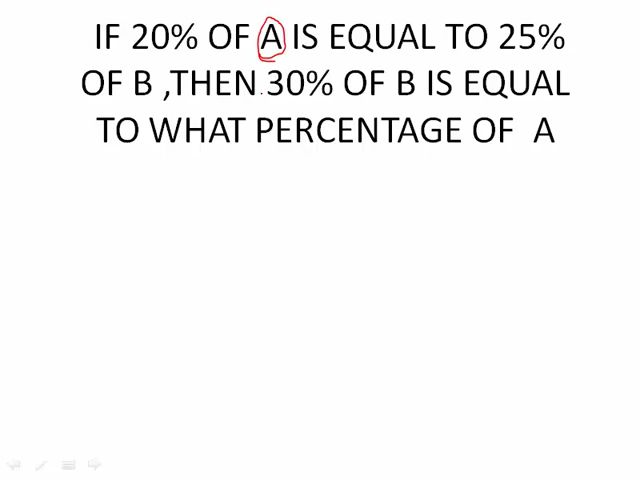 IF 20% OF A IS EQUAL TO 25%
OF B ,THEN 30% OF B IS EQUAL
TO WHAT PERCENTAGE OF A